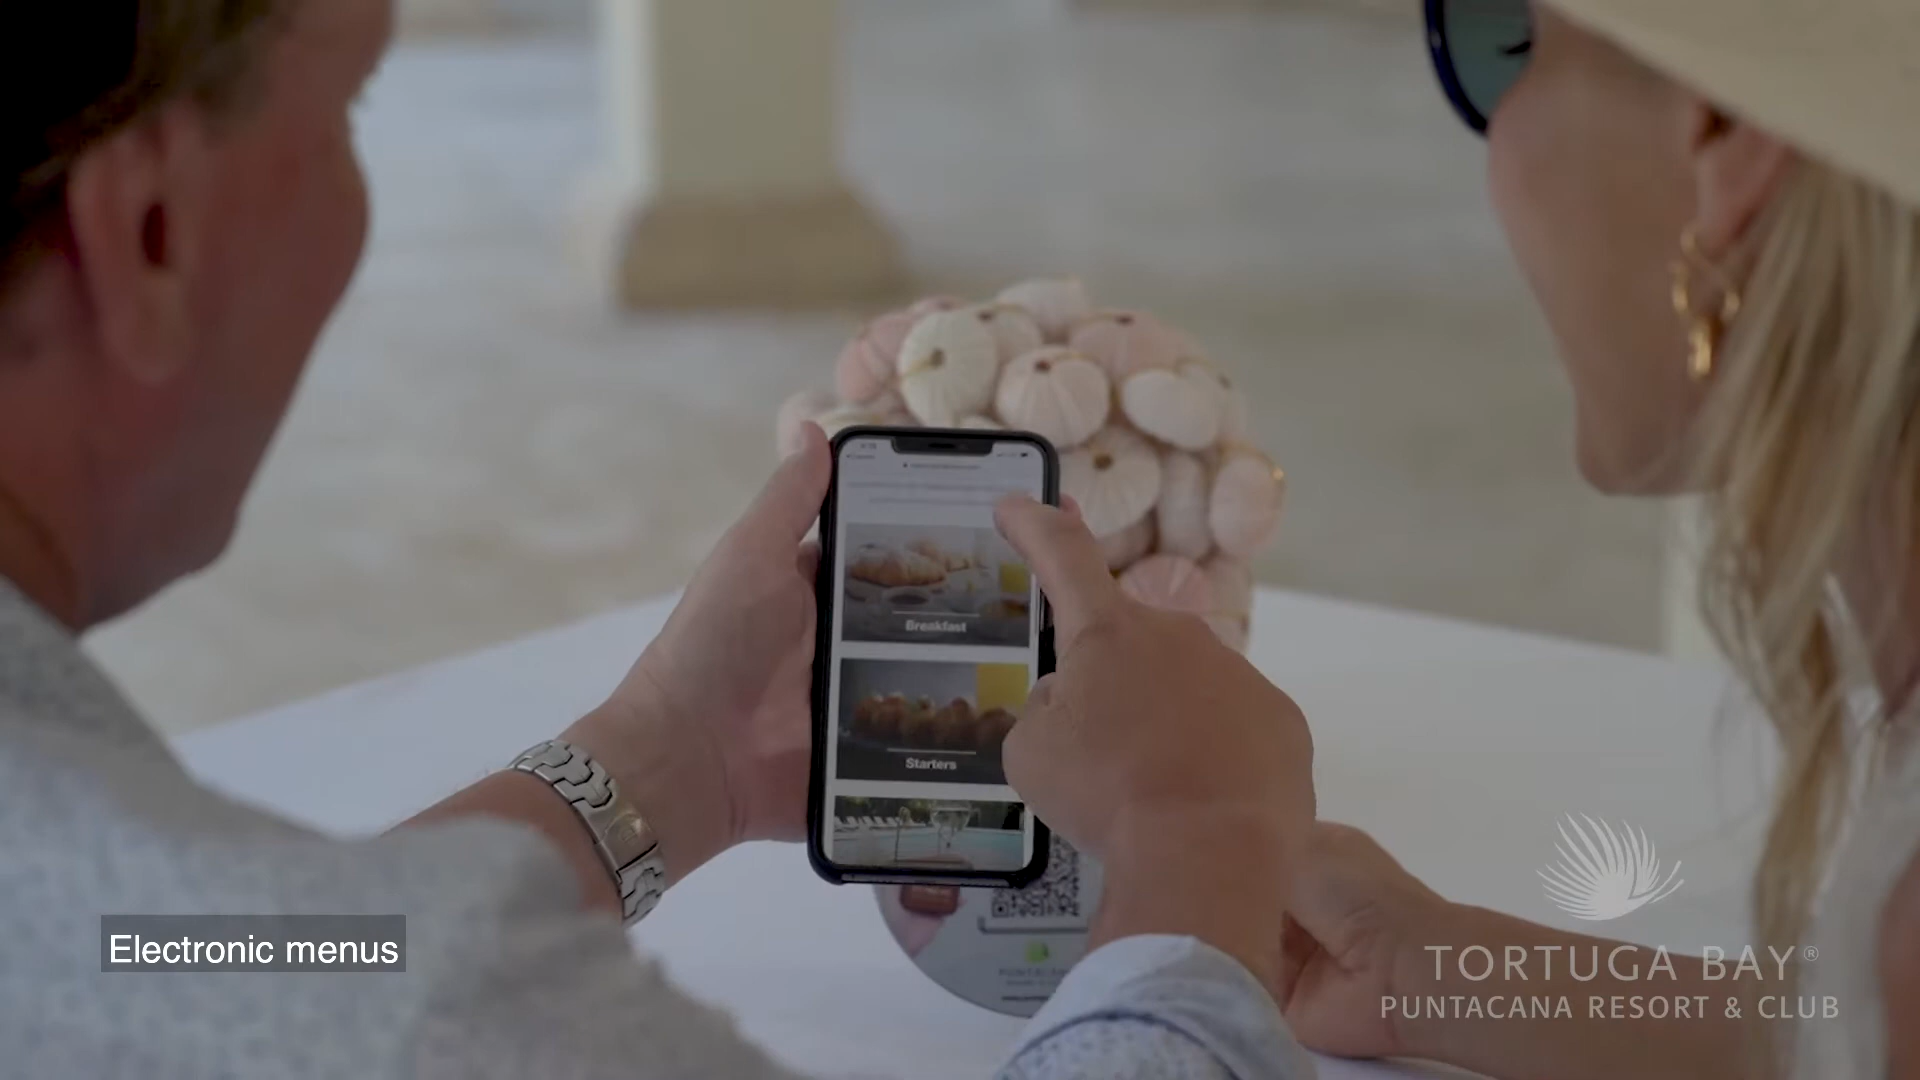 Breakfast
Starters
Electronic menus
TORTUGA BAY®
PUNTACANA RESORT & CLUB